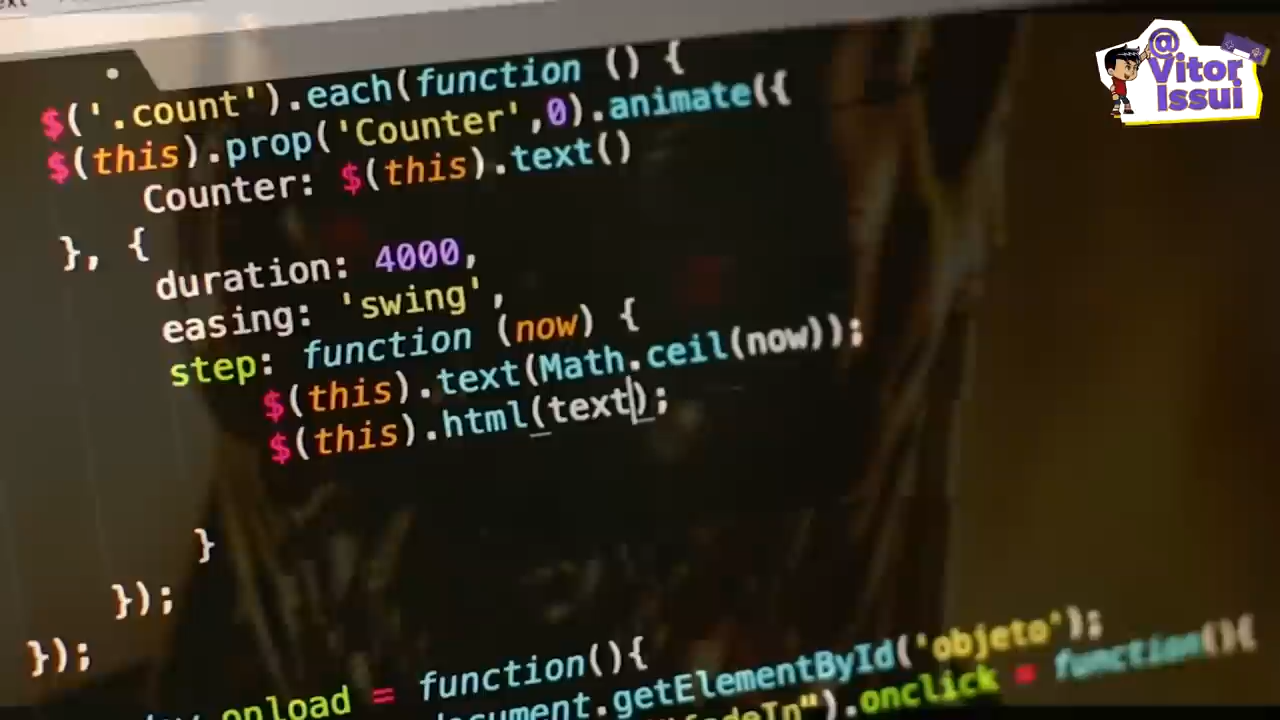 @
Vitor
Issui
$('.count').each(function () {
$(this).prop('Counter',0).animate({
Counter: $(this).text()
}, {
duration: 4000,
easing: 'swing',
step: function (now) {
$(this).text(Math.ceil(now));
$(this).html(text);
}
});
});
onload = function(){
document.getElementById('objeto');
").onclick = function(){